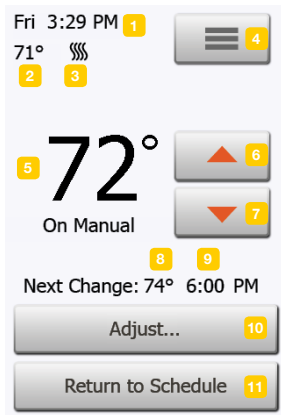 Fri 3:29 PM 1
4
71°
2 3
5 72° 6
On Manual 7
8 9
Next Change: 74° 6:00 PM
Adjust... 10
Return to Schedule 11